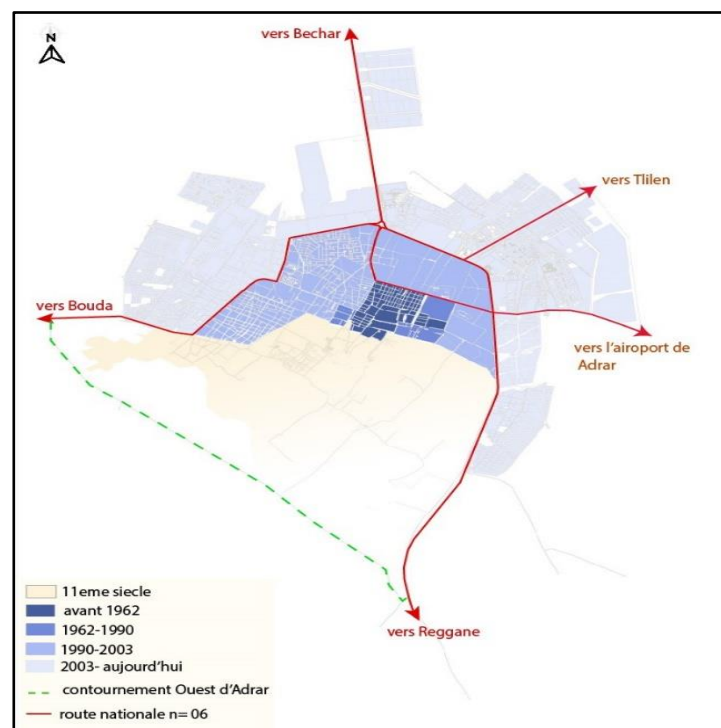 N
vers Bechar
vers Tlilen
vers Bouda
vers l'airoport de
Adrar
vers Reggane
11eme siecle
avant 1962
1962-1990
1990-2003
2003- aujourd'hui
contournement Ouest d'Adrar
route nationale n= 06